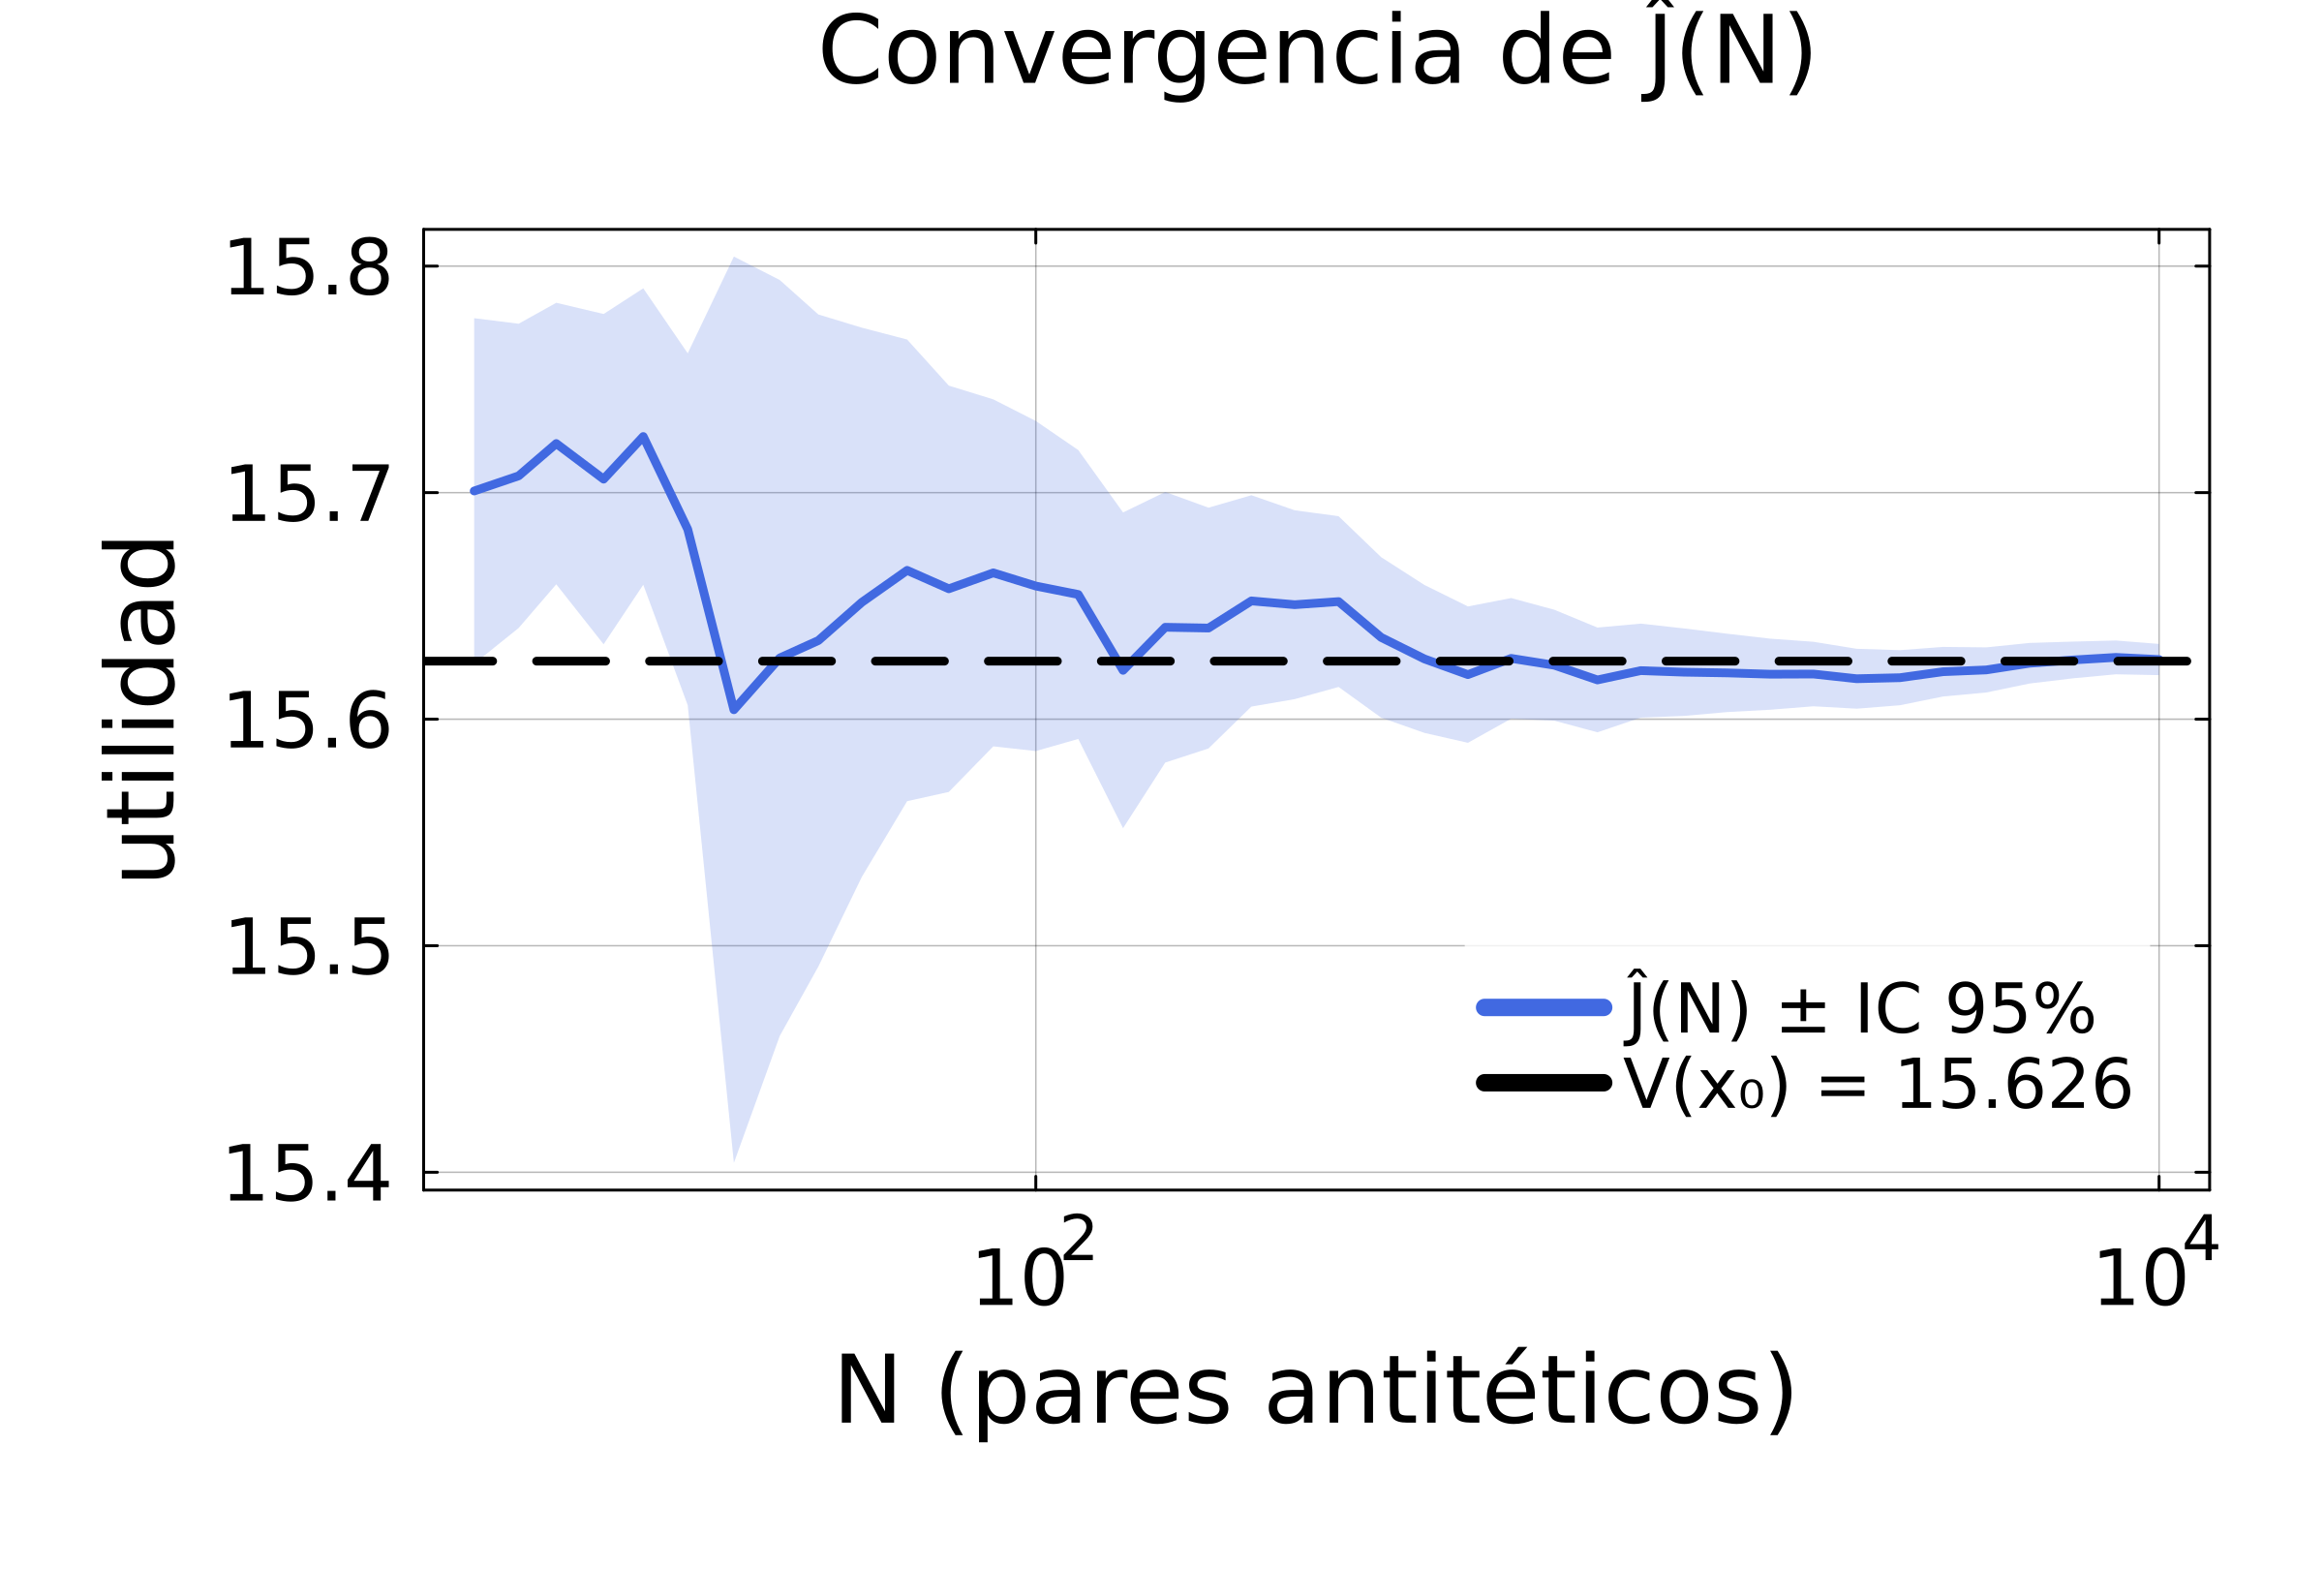 Convergencia de Ĵ(N)
utilidad
15.8
15.7
15.6
15.5
15.4
Ĵ(N) ± IC 95%
V(x₀) = 15.626
10²
10⁴
N (pares antitéticos)